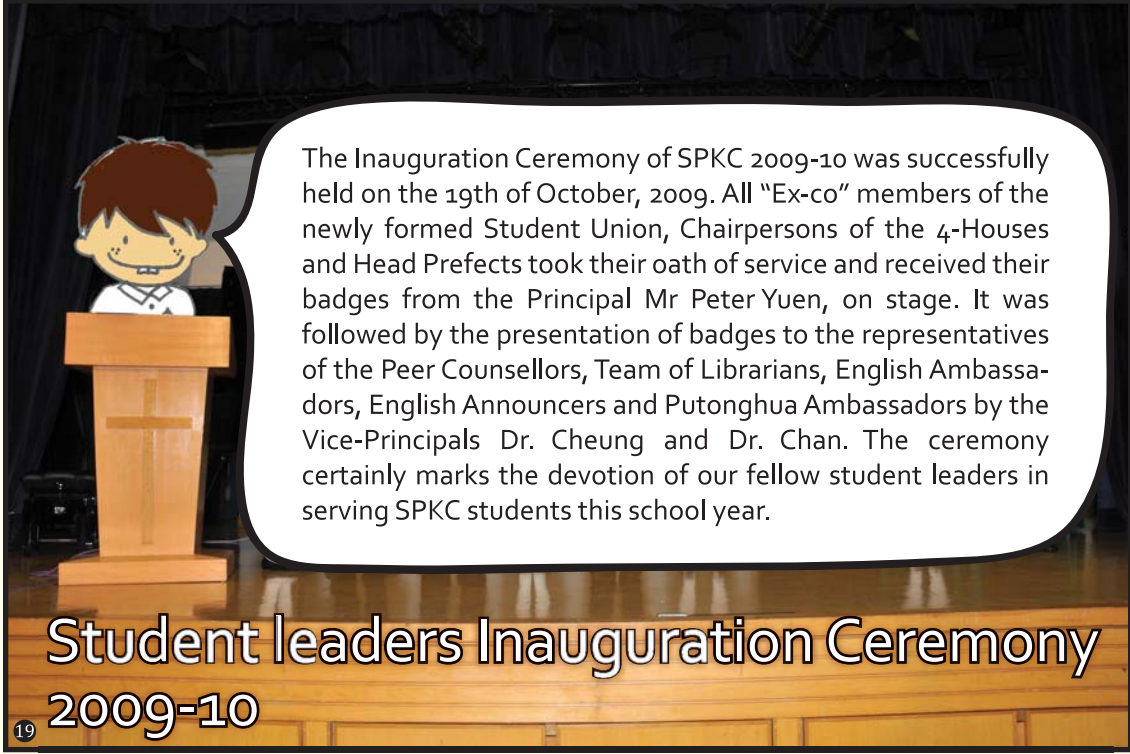 The Inauguration Ceremony of SPKC 2009-10 was successfully
held on the 19th of October, 2009. All “Ex-co” members of the
newly formed Student Union, Chairpersons of the 4-Houses
and Head Prefects took their oath of service and received their
badges from the Principal Mr Peter Yuen, on stage. It was
followed by the presentation of badges to the representatives
of the Peer Counsellors, Team of Librarians, English Ambassa-
dors, English Announcers and Putonghua Ambassadors by the
Vice-Principals Dr. Cheung and Dr. Chan. The ceremony
certainly marks the devotion of our fellow student leaders in
serving SPKC students this school year.
Student leaders Inauguration Ceremony
2009-10
19